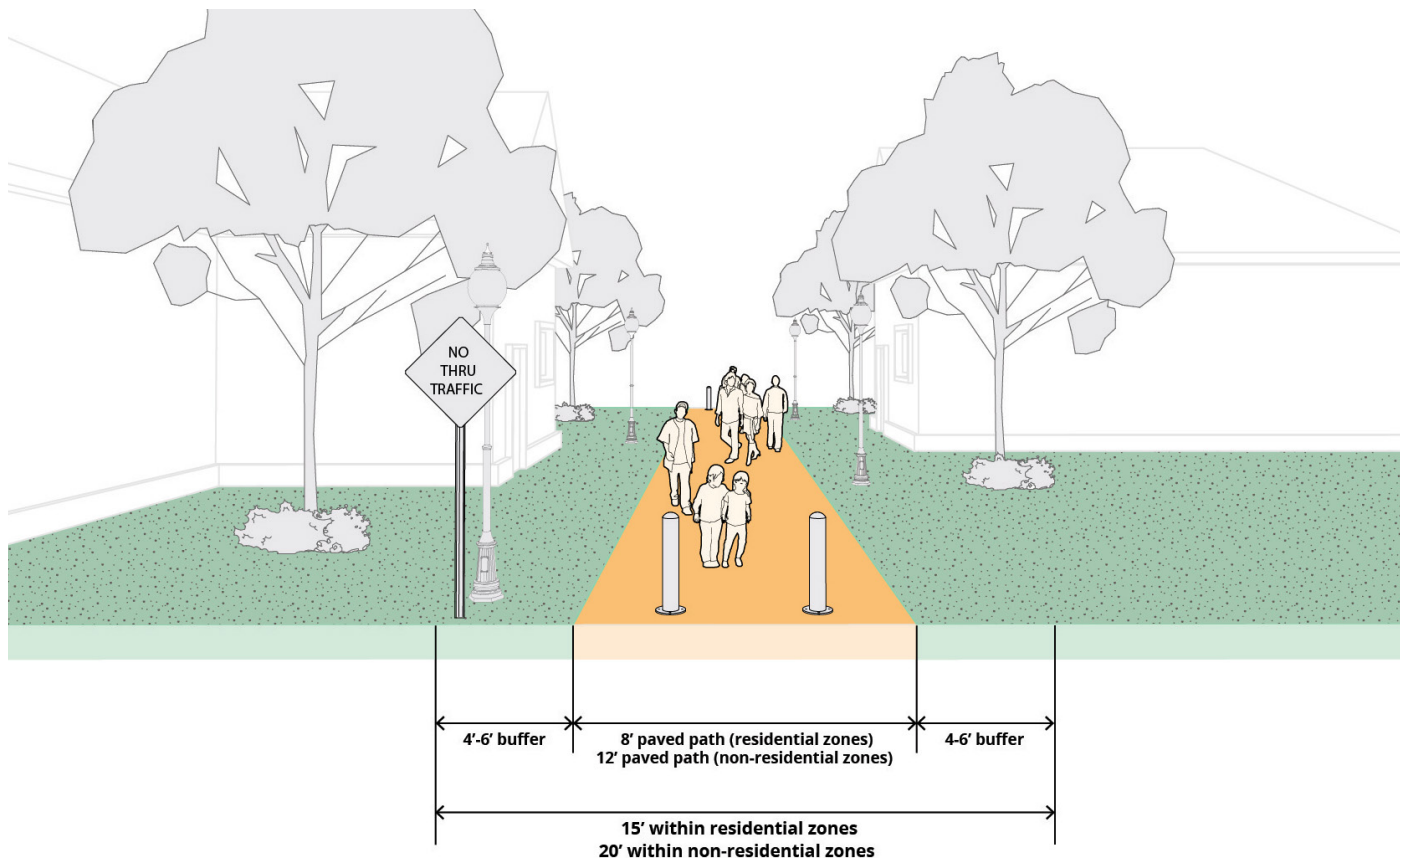 NO
THRU
TRAFFIC
4’-6’ buffer
8’ paved path (residential zones)
12’ paved path (non-residential zones)
4-6’ buffer
15’ within residential zones
20’ within non-residential zones